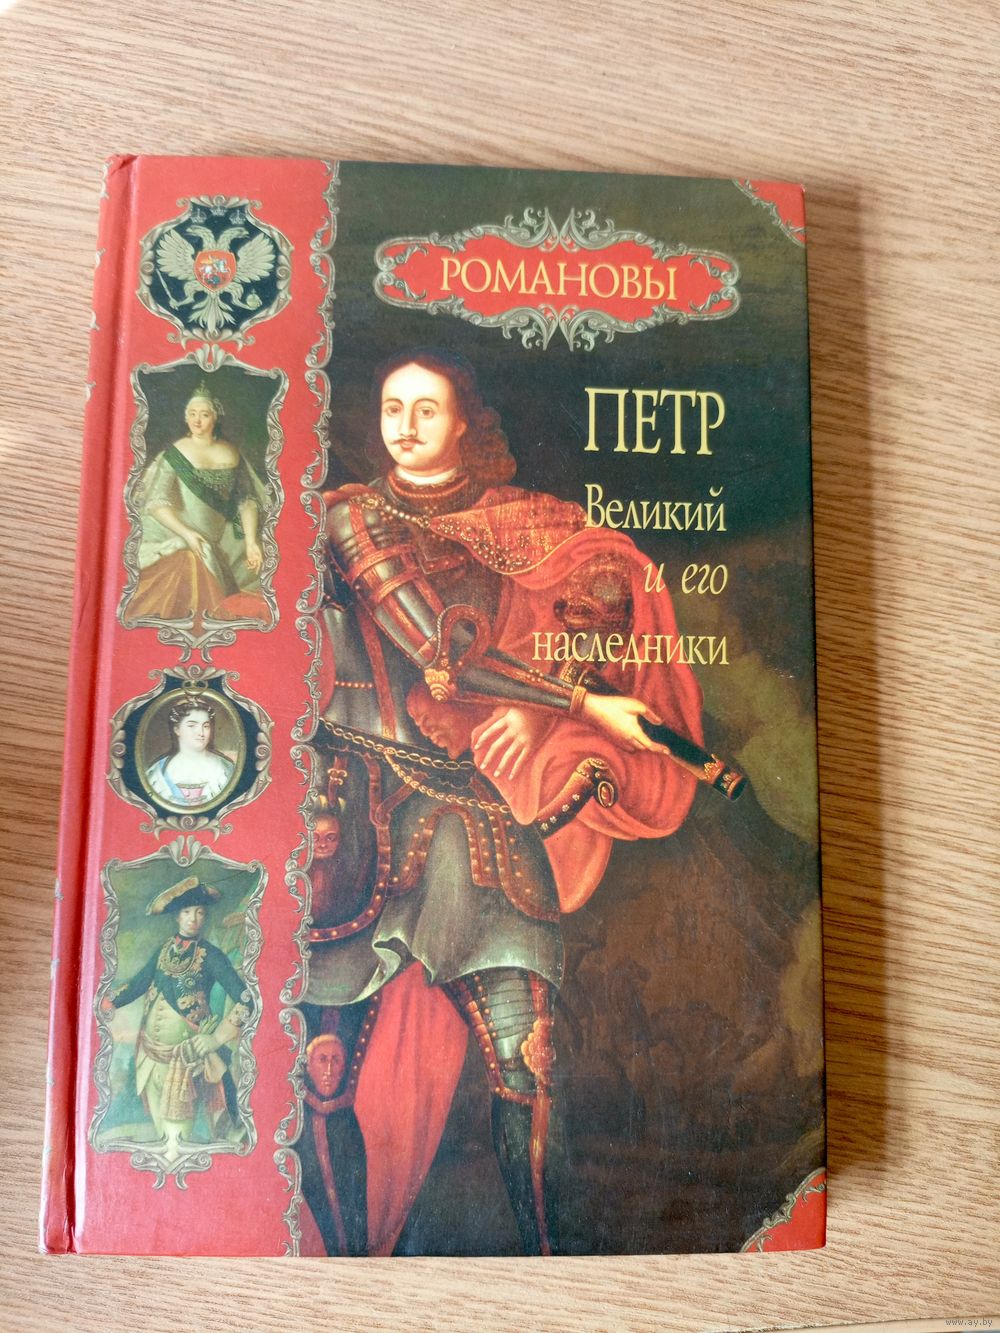 РОМАНОВЫ
ПЕТР
Великий
и его
наследники
www.ay.by